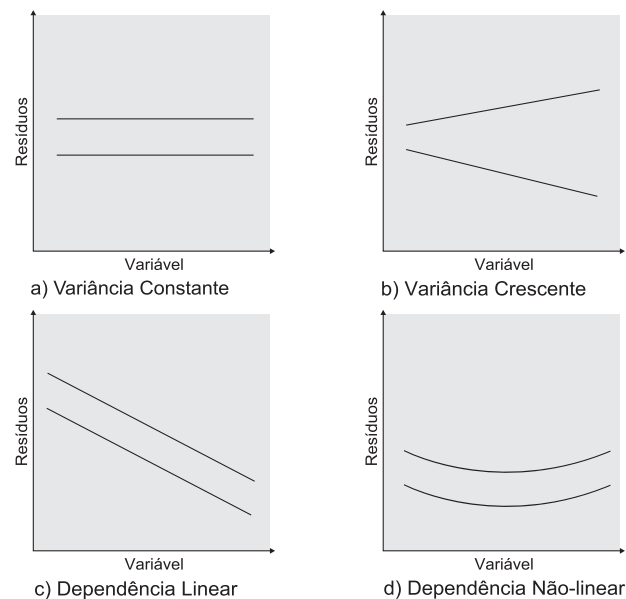 Resíduos
Variável
a) Variância Constante
Resíduos
Variável
b) Variância Crescente
Resíduos
Variável
c) Dependência Linear
Resíduos
Variável
d) Dependência Não-linear